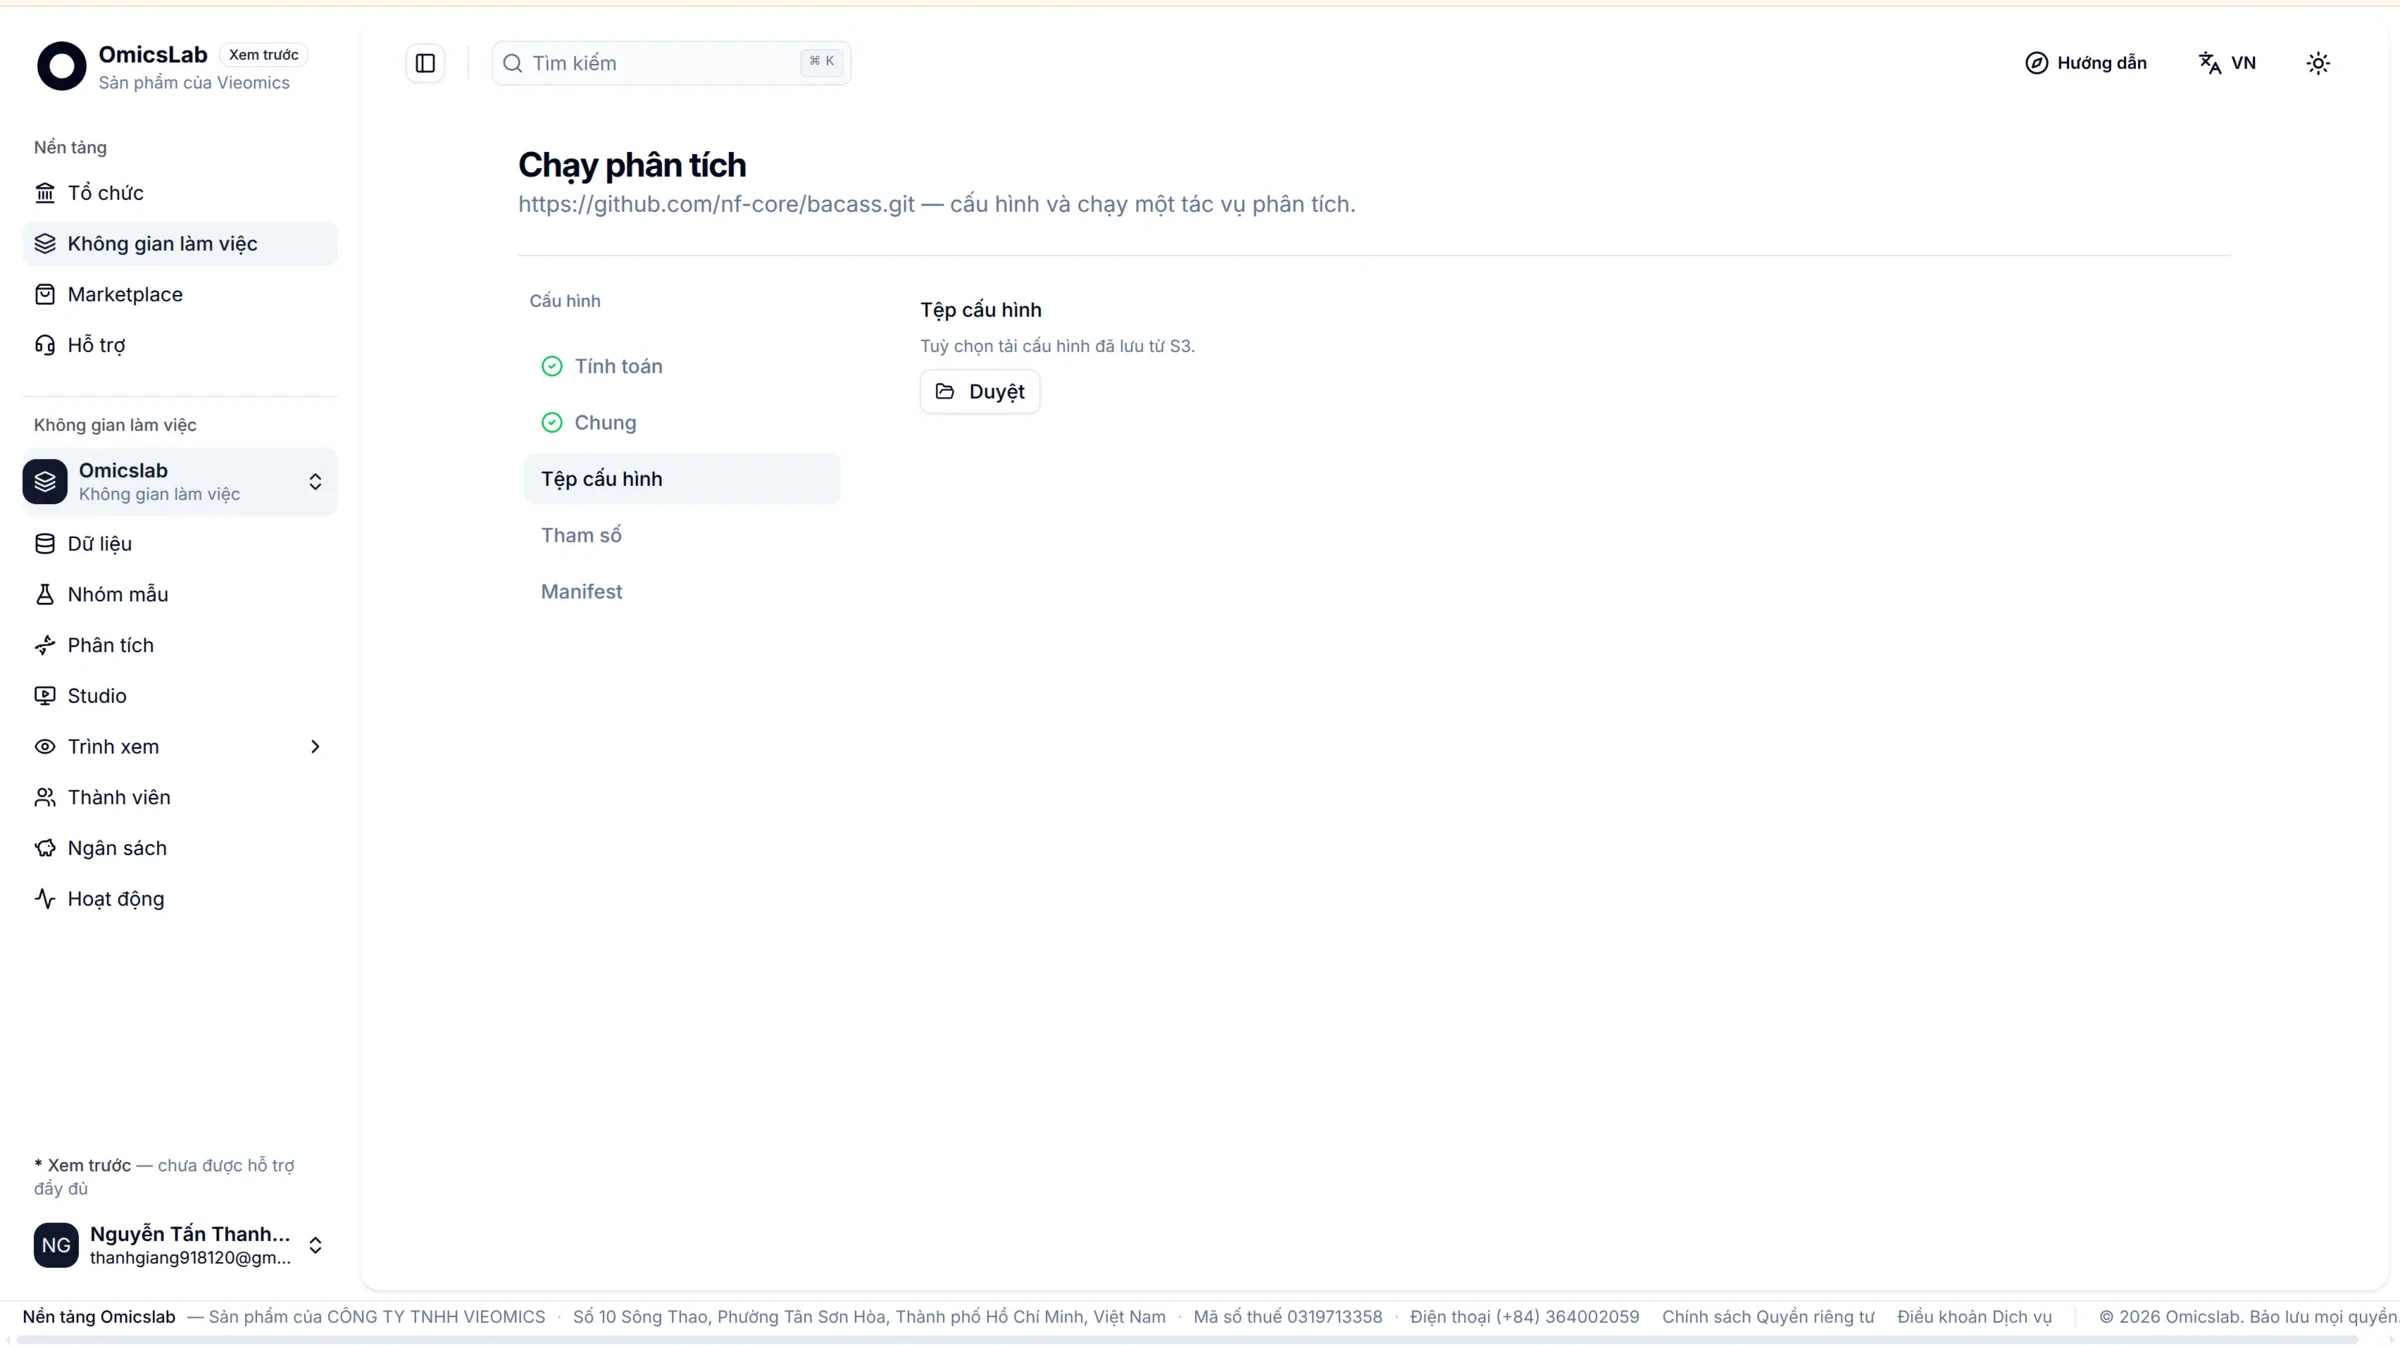 OmicsLab
Xem trước
Sản phẩm của Vieomics
Nền tảng
Tổ chức
Không gian làm việc
Marketplace
Hỗ trợ
Không gian làm việc
Omicslab
Không gian làm việc
Dữ liệu
Nhóm mẫu
Phân tích
Studio
Trình xem
Thành viên
Ngân sách
Hoạt động
* Xem trước — chưa được hỗ trợ
đầy đủ
NG
Nguyễn Tấn Thanh...
thanhgiang918120@gm...
Tìm kiếm
⌘ K
Hướng dẫn
VN
Chạy phân tích
https://github.com/nf-core/bacass.git — cấu hình và chạy một tác vụ phân tích.
Cấu hình
Tính toán
Chung
Tệp cấu hình
Tham số
Manifest
Tệp cấu hình
Tuỳ chọn tải cấu hình đã lưu từ S3.
Duyệt
Nền tảng Omicslab — Sản phẩm của CÔNG TY TNHH VIEOMICS · Số 10 Sông Thao, Phường Tân Sơn Hòa, Thành phố Hồ Chí Minh, Việt Nam · Mã số thuế 0319713358 · Điện thoại (+84) 364002059 Chính sách Quyền riêng tư Điều khoản Dịch vụ © 2026 Omicslab. Bảo lưu mọi quyền.